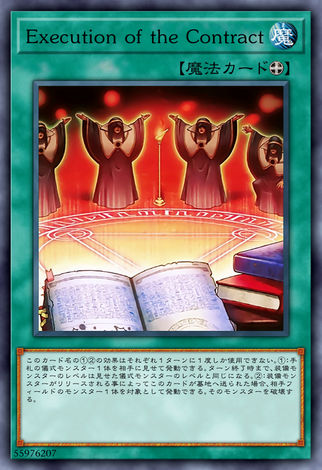 Execution of the Contract 魔
【魔法カード】
このカード名の①②の効果はそれぞれ1ターンに1度しか使用できない。①：手
札の儀式モンスター1体を相手に見せて発動できる。ターン終了時まで、装備モ
ンスターのレベルは見せた儀式モンスターのレベルと同じになる。②：装備モン
スターがリリースされる事によってこのカードが墓地へ送られた場合、相手フィ
ールドのモンスター1体を対象として発動できる。そのモンスターを破壊す
る。
55976207